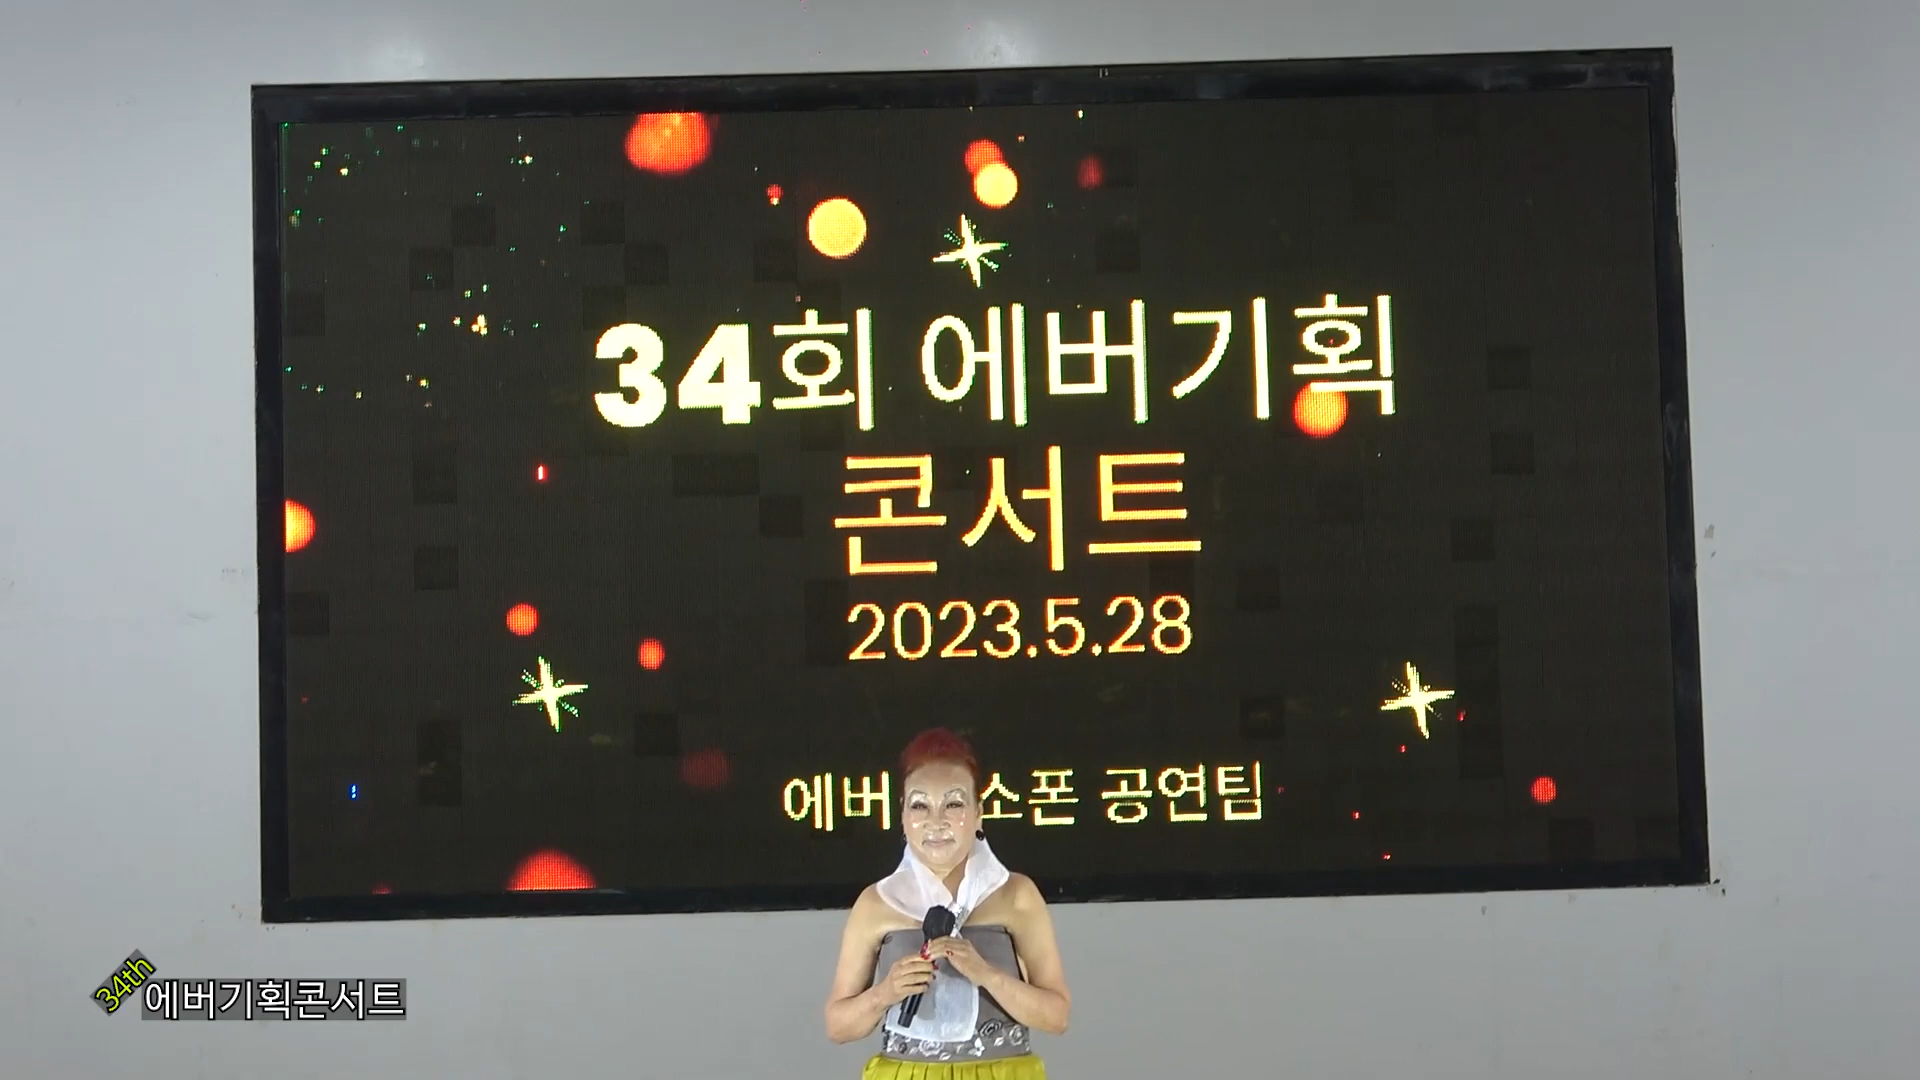 34회 에버기획
콘서트
2023.5.28
에버 소폰 공연팀
34th
에버기획콘서트